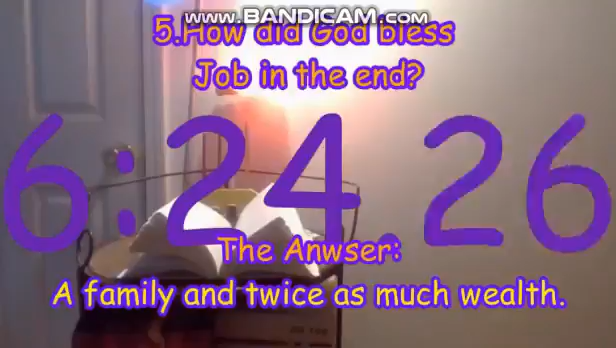 www.BANDICAM.com
5.How did God bless
Job in the end?
6:24.26
The Anwser:
A family and twice as much wealth.